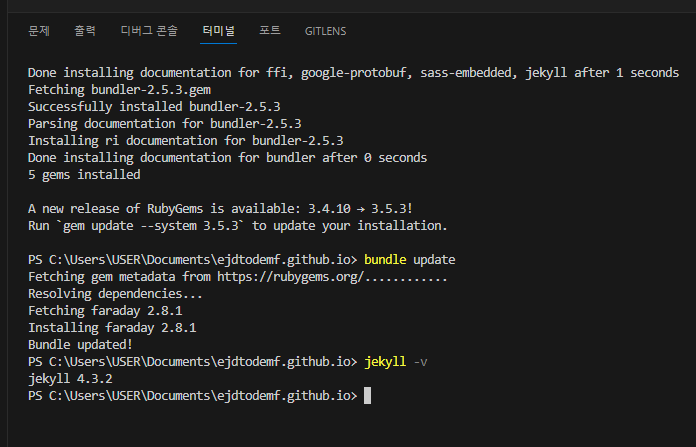 문제 출력 디버그 콘솔 터미널 포트 GITLENS
Done installing documentation for ffi, google-protobuf, sass-embedded, jekyll after 1 seconds
Fetching bundler-2.5.3.gem
Successfully installed bundler-2.5.3
Parsing documentation for bundler-2.5.3
Installing ri documentation for bundler-2.5.3
Done installing documentation for bundler after 0 seconds
5 gems installed
A new release of RubyGems is available: 3.4.10 → 3.5.3!
Run `gem update --system 3.5.3` to update your installation.
PS C:\Users\USER\Documents\ejdtodemf.github.io> bundle update
Fetching gem metadata from https://rubygems.org/............
Resolving dependencies...
Fetching faraday 2.8.1
Installing faraday 2.8.1
Bundle updated!
PS C:\Users\USER\Documents\ejdtodemf.github.io> jekyll -v
jekyll 4.3.2
PS C:\Users\USER\Documents\ejdtodemf.github.io>